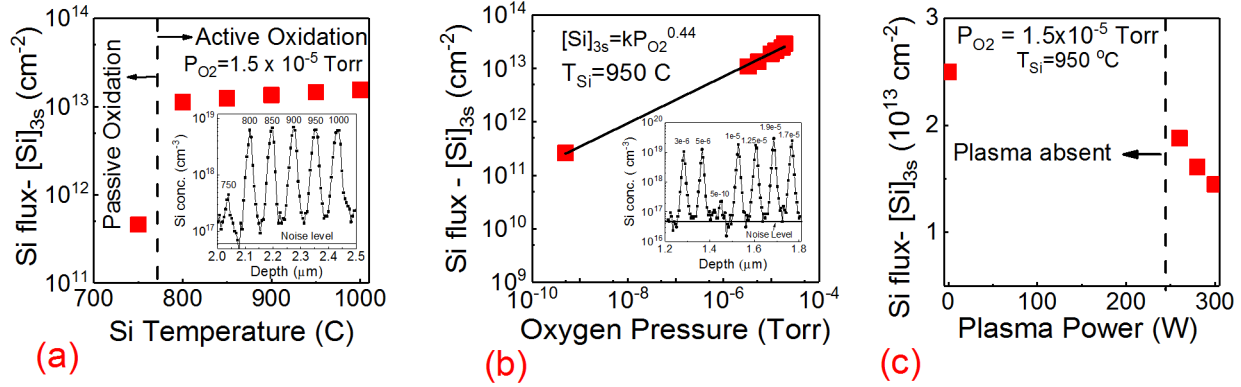 10^14
10^13
10^12
10^11
Si flux- [Si]_3s (cm^-2)
Passive Oxidation
Active Oxidation
P_O2=1.5 x 10^-5 Torr
10^19
10^18
10^17
Si conc. (cm^-3)
750
800 850 900 950 1000
Noise level
2.0 2.1 2.2 2.3 2.4 2.5
Depth (μm)
700 800 900 1000
Si Temperature (C)
(a)
10^14
10^13
10^12
10^11
10^10
10^9
Si flux - [Si]_3s (cm^-2)
[Si]_3s=kP_O2^0.44
T_Si=950 C
10^20
10^19
10^18
10^17
10^16
Si conc. (cm^-3)
3e-6 5e-6 5e-10 1e-5 1.25e-5 1.9e-5 1.7e-5
Noise Level
1.2 1.4 1.6 1.8
Depth (μm)
10^-10 10^-8 10^-6 10^-4
Oxygen Pressure (Torr)
(b)
3
2
1
Si flux- [Si]_3s (10^13 cm^-2)
P_O2 = 1.5x10^-5 Torr
T_Si=950 °C
Plasma absent
0 100 200 300
Plasma Power (W)
(c)